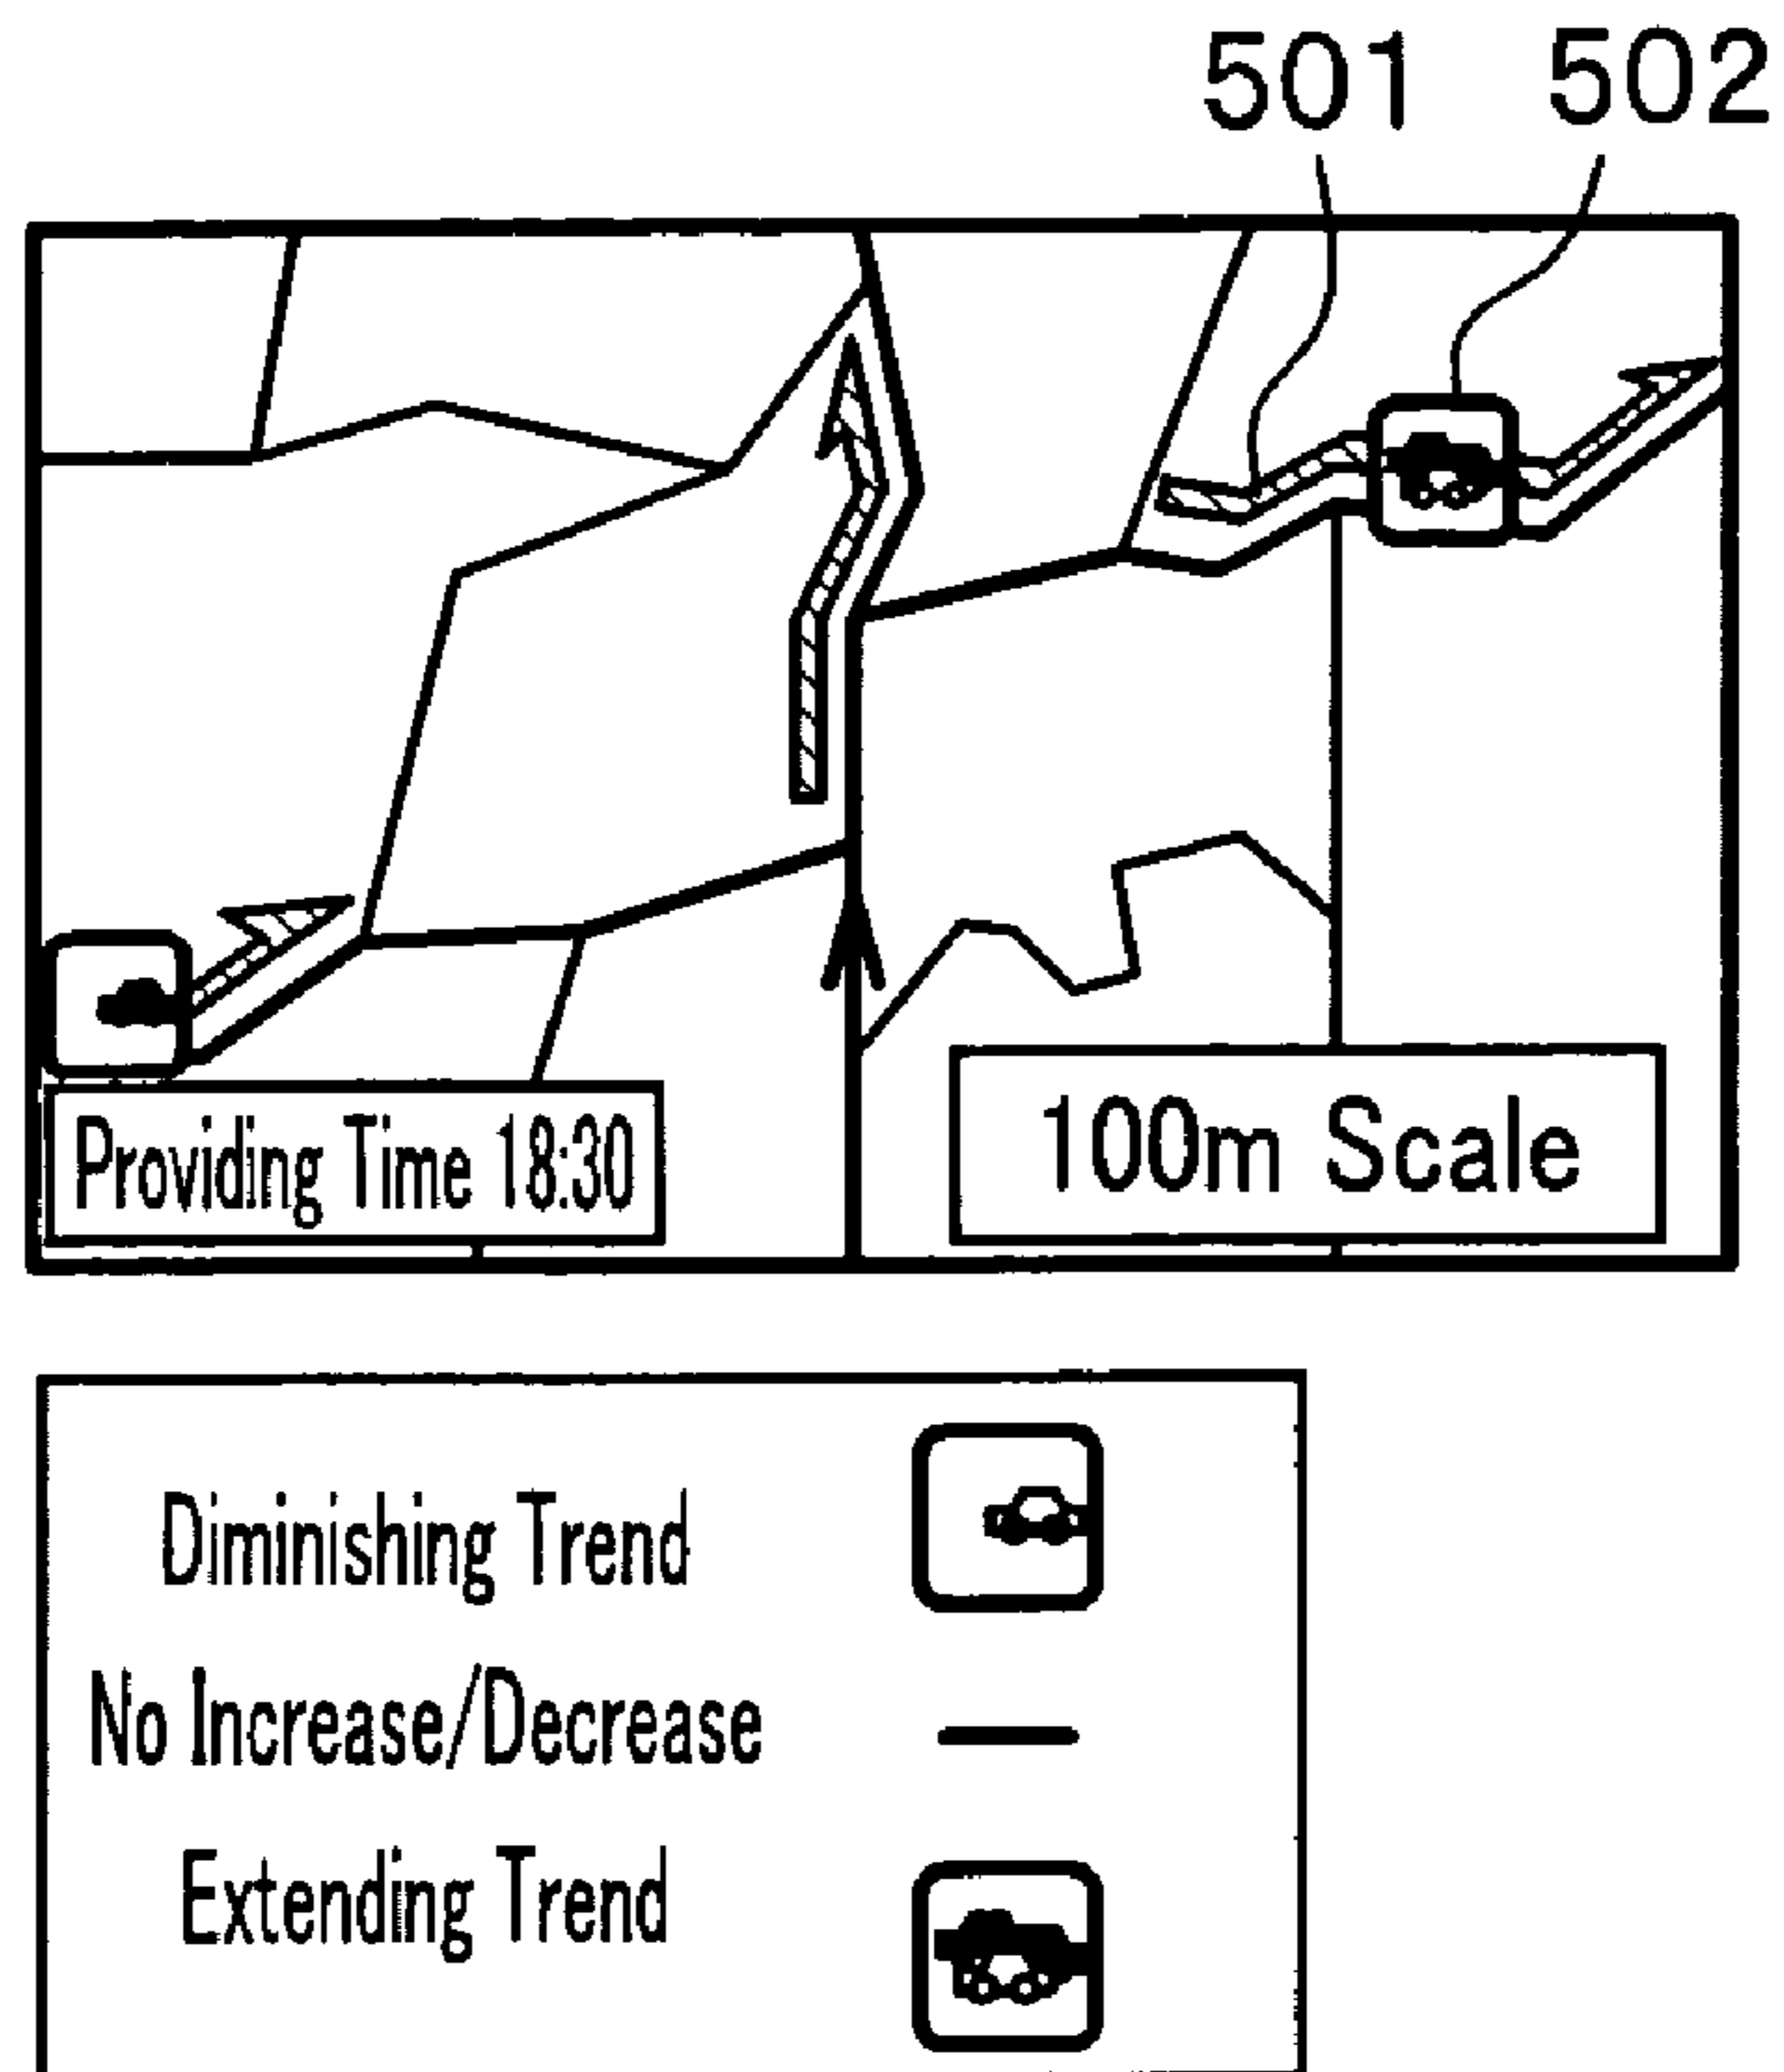 501 502
Providing Time 18:30
100m Scale
Diminishing Trend
No Increase/Decrease
Extending Trend